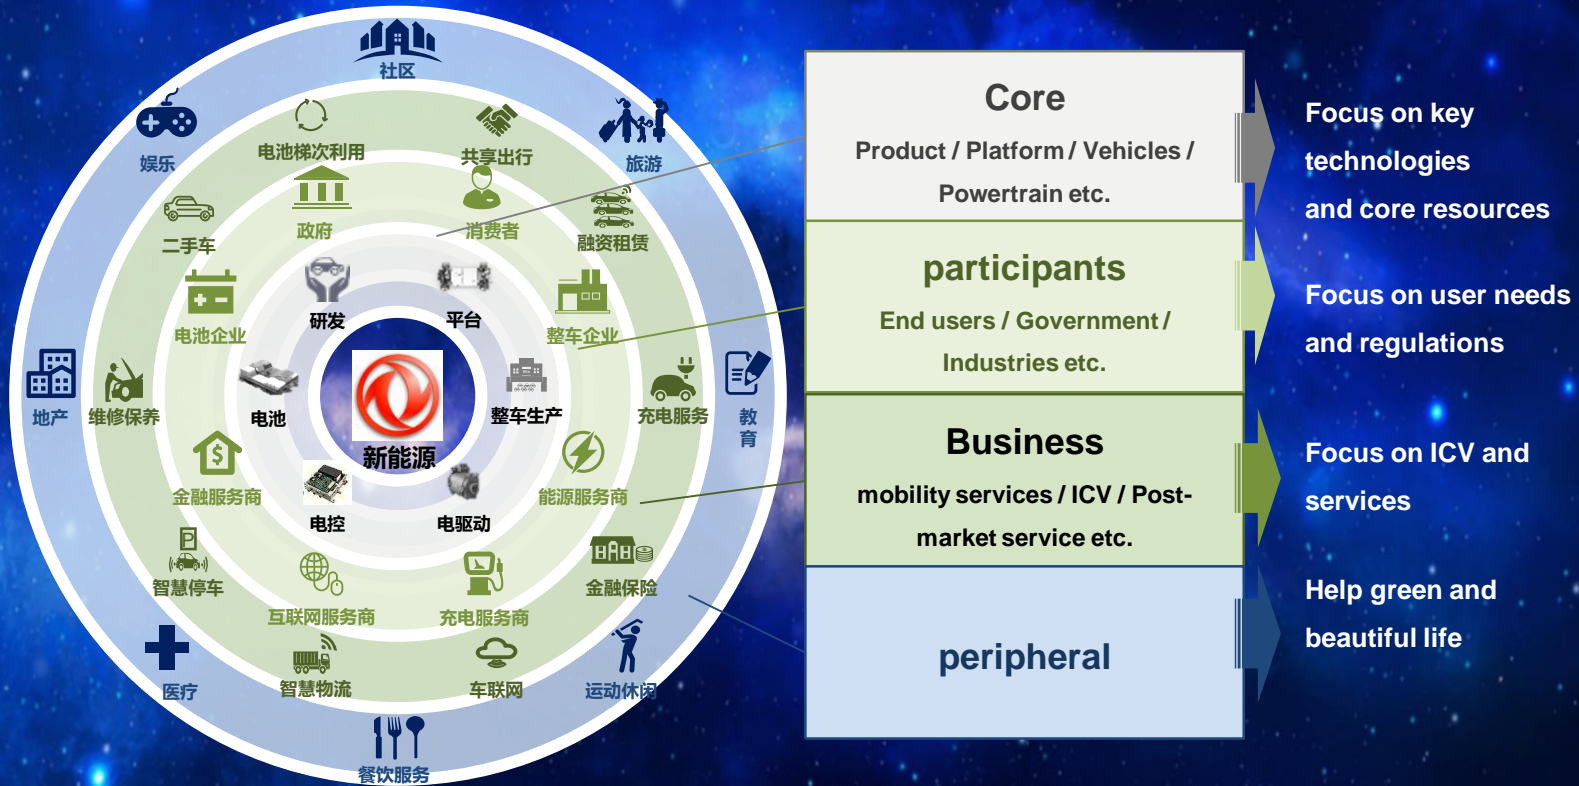 社区
娱乐
电池梯次利用
共享出行
旅游
二手车
政府
消费者
融资租赁
电池企业
研发
平台
整车企业
地产
维修保养
电池
新能源
整车生产
充电服务
教
育
金融服务商
电控
电驱动
能源服务商
P
智慧停车
互联网服务商
充电服务商
金融保险
医疗
智慧物流
车联网
运动休闲
餐饮服务
Core
Product / Platform / Vehicles /
Powertrain etc.
participants
End users / Government /
Industries etc.
Business
mobility services / ICV / Post-
market service etc.
peripheral
Focus on key
technologies
and core resources
Focus on user needs
and regulations
Focus on ICV and
services
Help green and
beautiful life